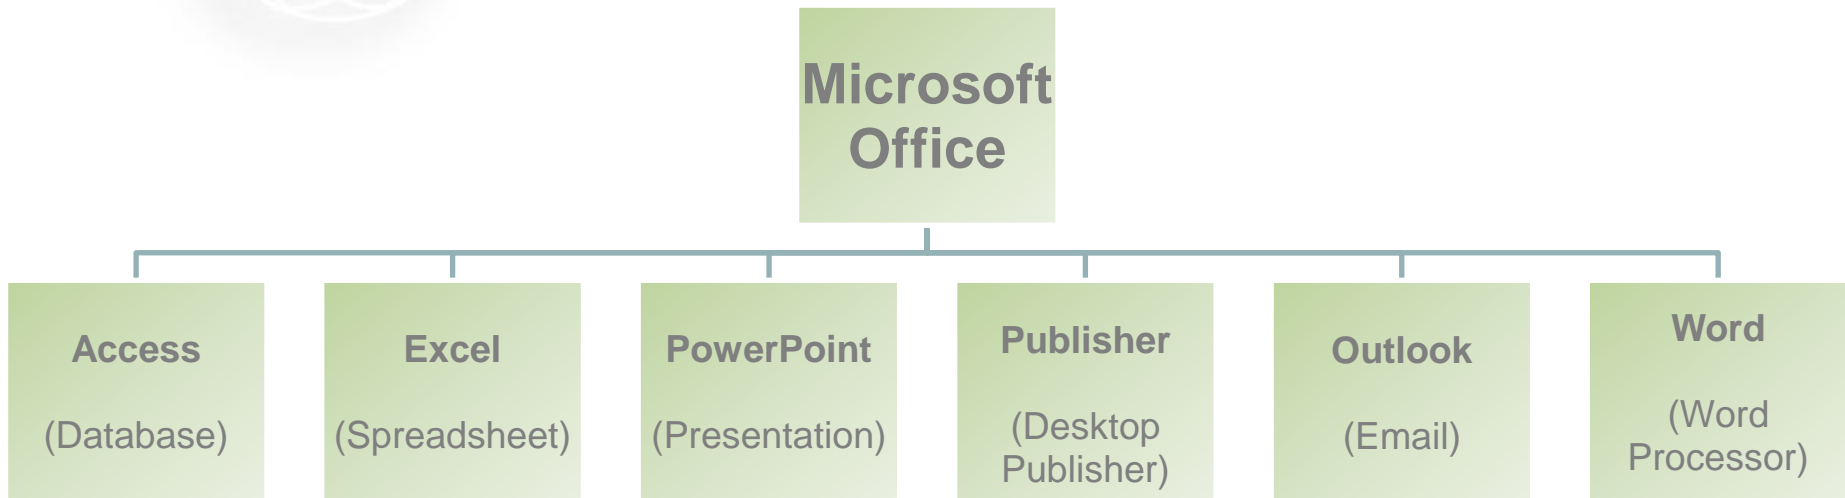 Microsoft
Office
Access
(Database)
Excel
(Spreadsheet)
PowerPoint
(Presentation)
Publisher
(Desktop
Publisher)
Outlook
(Email)
Word
(Word
Processor)